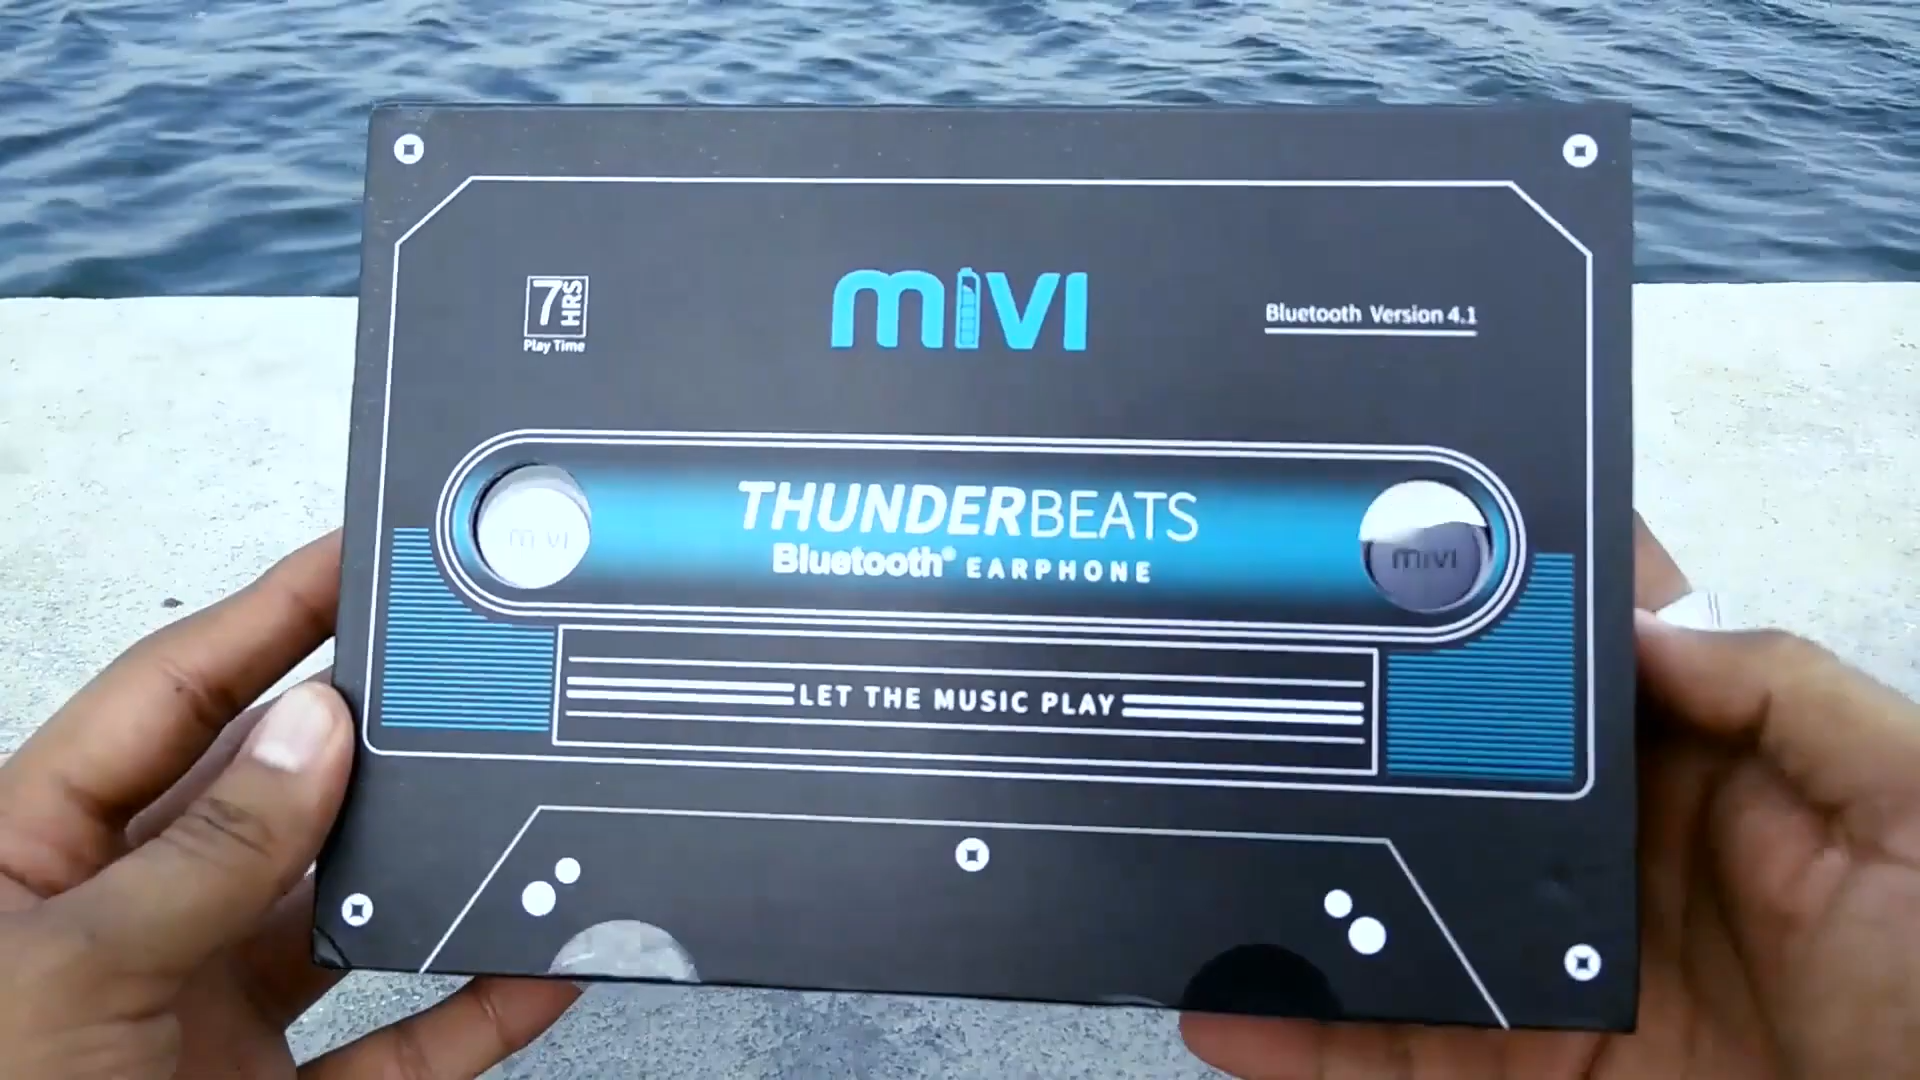 7 HRS
Play Time
mivi
Bluetooth Version 4.1
THUNDERBEATS
Bluetooth® EARPHONE
mivi
mivi
LET THE MUSIC PLAY